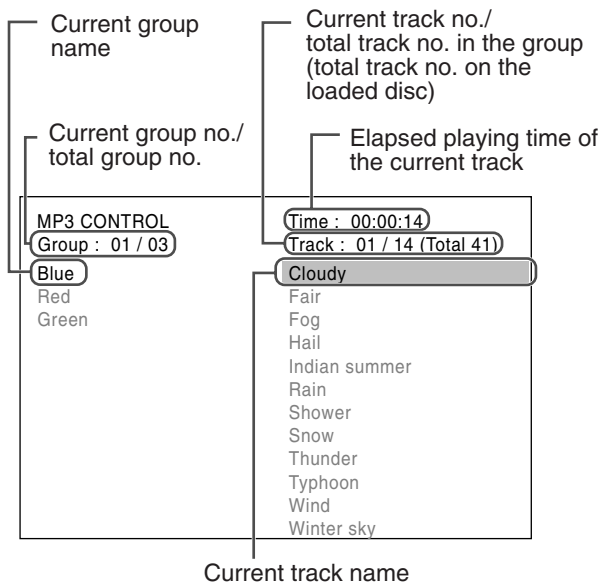 Current group
name
Current track no./
total track no. in the group
(total track no. on the
loaded disc)
Current group no./
total group no.
Elapsed playing time of
the current track
MP3 CONTROL
Group : 01 / 03
Blue
Red
Green
Time : 00:00:14
Track : 01 / 14 (Total 41)
Cloudy
Fair
Fog
Hail
Indian summer
Rain
Shower
Snow
Thunder
Typhoon
Wind
Winter sky
Current track name